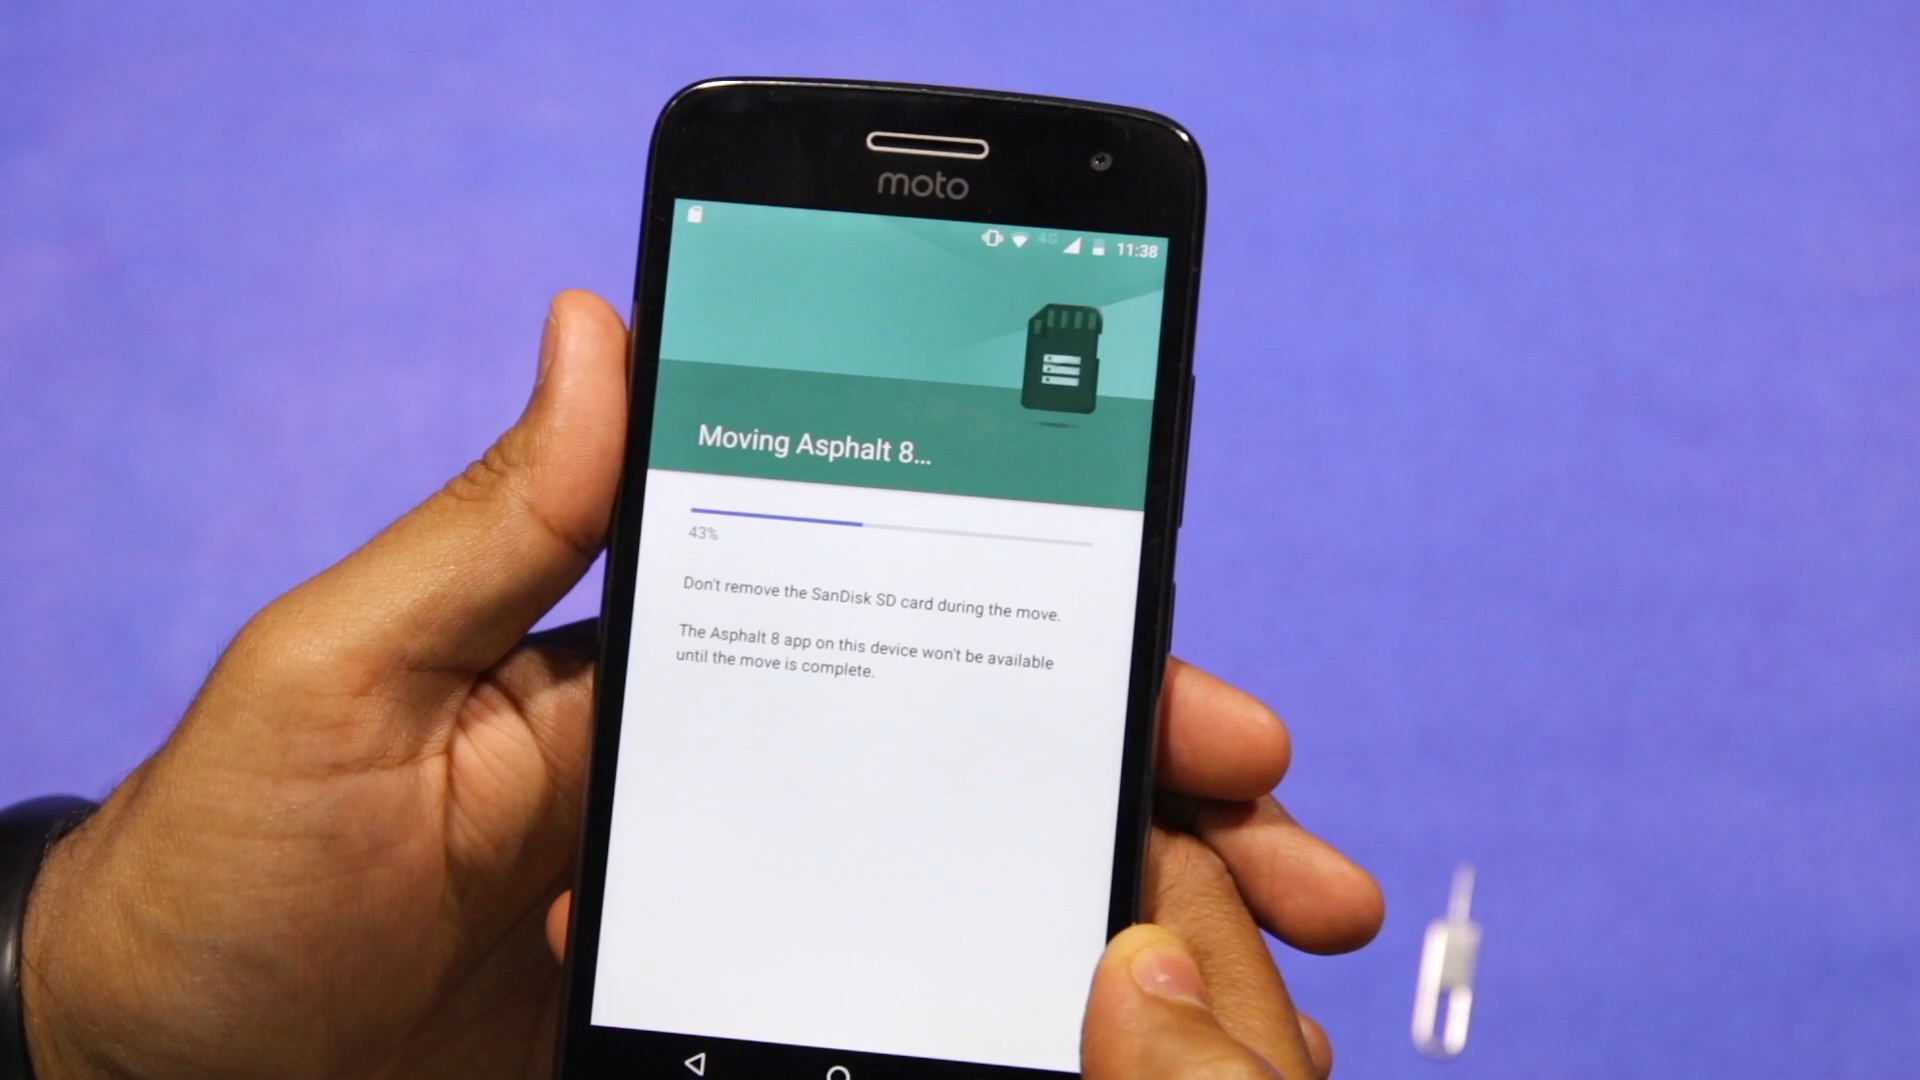 moto
4G 11:38
Moving Asphalt 8...
43%
Don't remove the SanDisk SD card during the move.
The Asphalt 8 app on this device won't be available
until the move is complete.